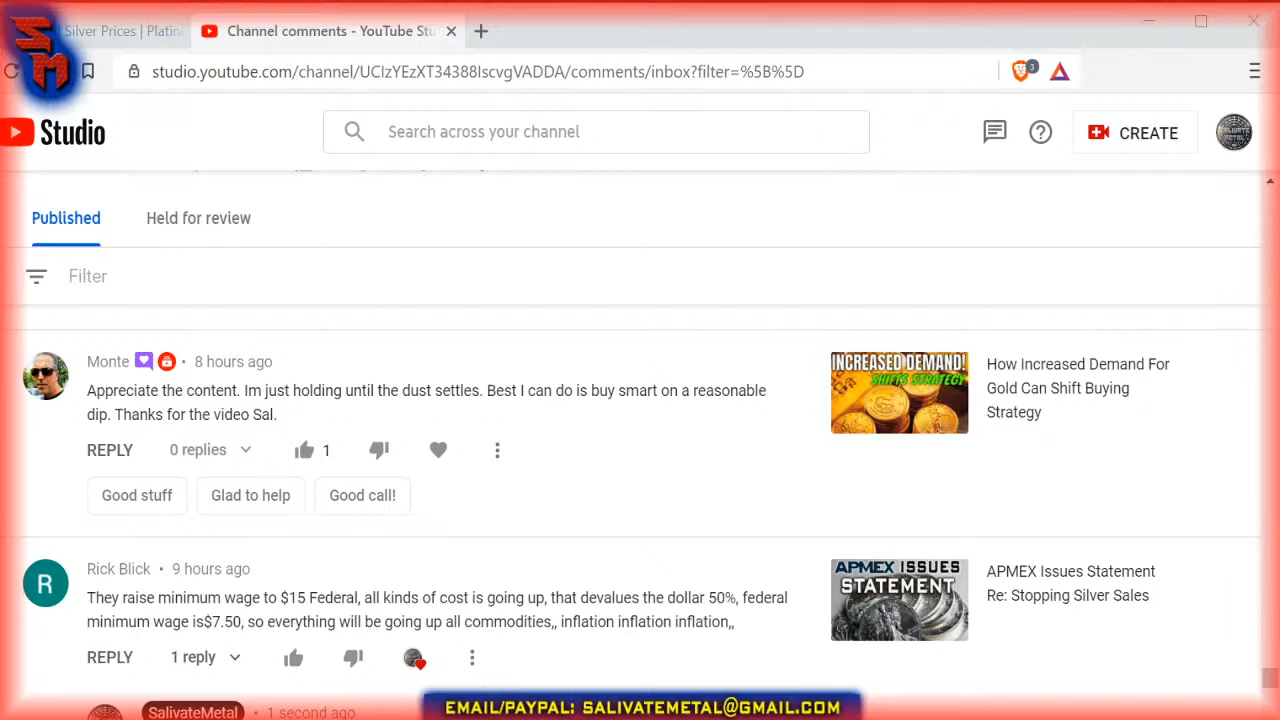 SM
Silver Prices | Platin
Channel comments - YouTube Stu
studio.youtube.com/channel/UCIzYEzXT34388IscvgVADDA/comments/inbox?filter=%5B%5D
3
Studio
Search across your channel
CREATE
Published
Held for review
Filter
Monte • 8 hours ago
Appreciate the content. Im just holding until the dust settles. Best I can do is buy smart on a reasonable
dip. Thanks for the video Sal.
REPLY 0 replies 1
Good stuff Glad to help Good call!
INCREASED DEMAND!
SHIFTS STRATEGY
How Increased Demand For
Gold Can Shift Buying
Strategy
R
Rick Blick • 9 hours ago
They raise minimum wage to $15 Federal, all kinds of cost is going up, that devalues the dollar 50%, federal
minimum wage is$7.50, so everything will be going up all commodities,, inflation inflation inflation,,
REPLY 1 reply
APMEX ISSUES
STATEMENT
APMEX Issues Statement
Re: Stopping Silver Sales
SalivateMetal • 1 second ago
EMAIL/PAYPAL: SALIVATEMETAL@GMAIL.COM